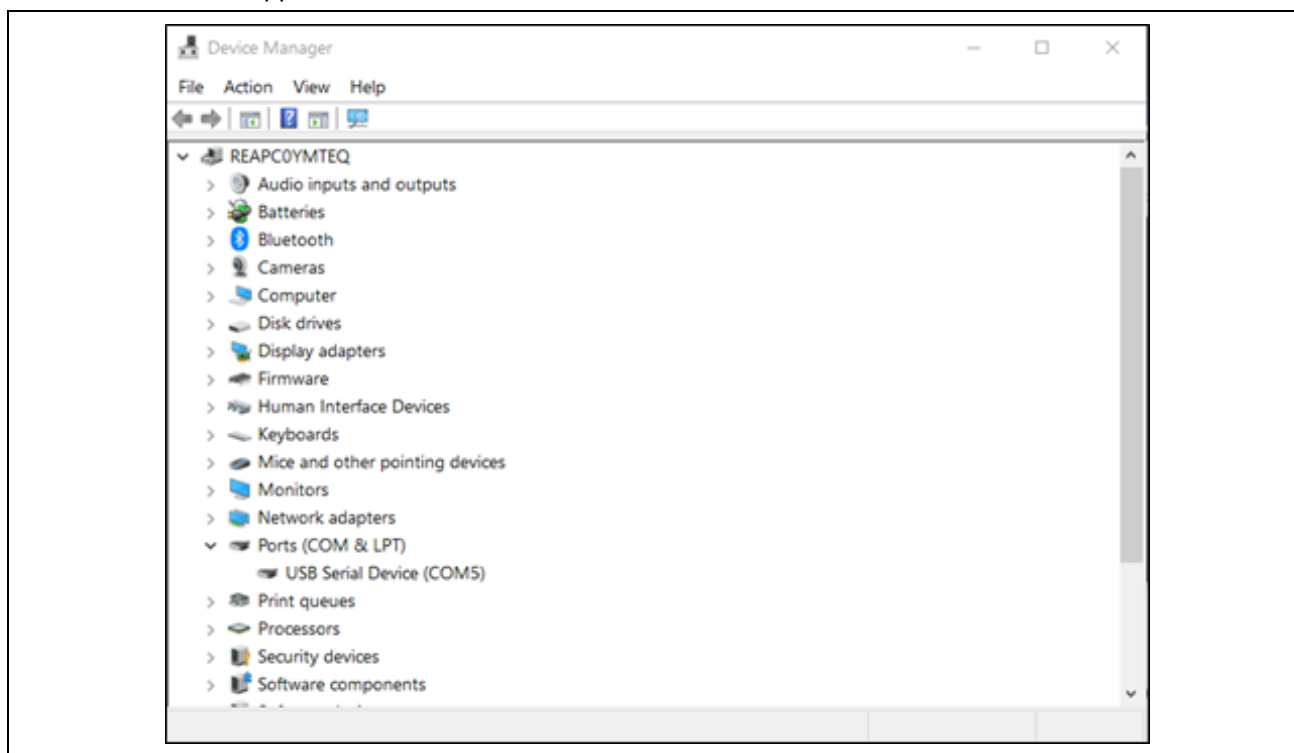 Device Manager
File Action View Help
REAPC0YMTEQ
Audio inputs and outputs
Batteries
Bluetooth
Cameras
Computer
Disk drives
Display adapters
Firmware
Human Interface Devices
Keyboards
Mice and other pointing devices
Monitors
Network adapters
Ports (COM & LPT)
USB Serial Device (COM5)
Print queues
Processors
Security devices
Software components